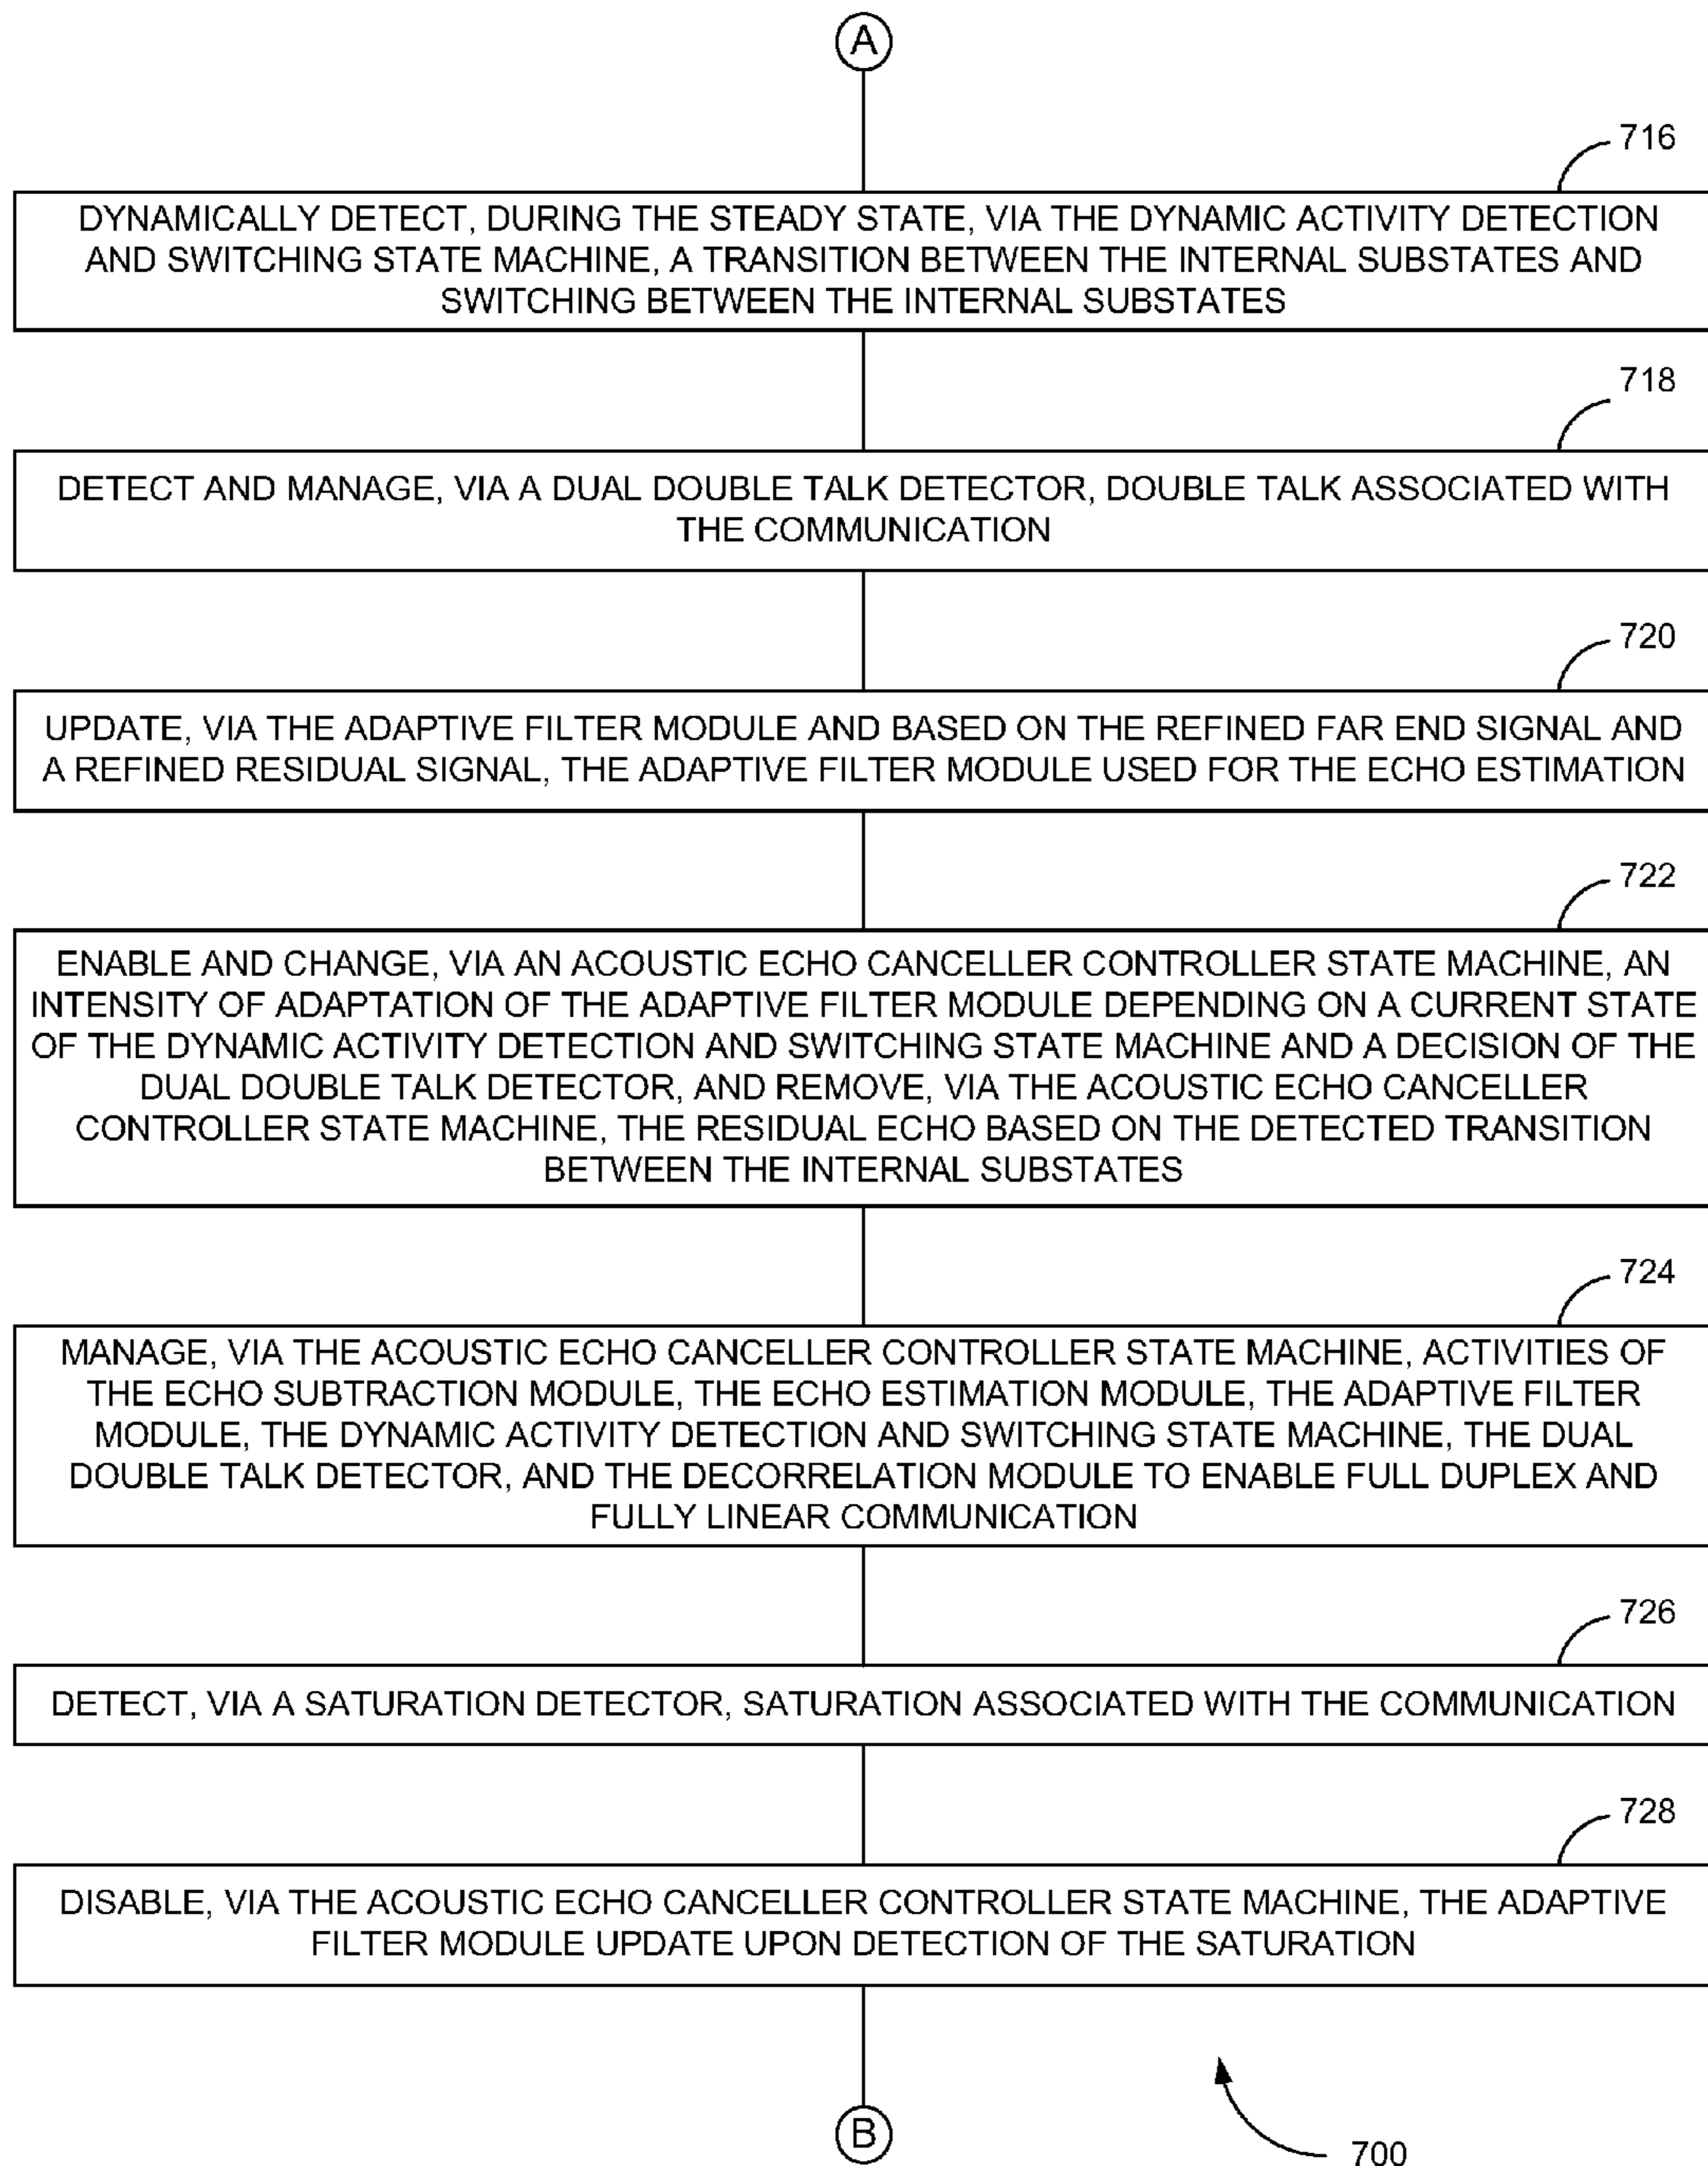 A
716
DYNAMICALLY DETECT, DURING THE STEADY STATE, VIA THE DYNAMIC ACTIVITY DETECTION
AND SWITCHING STATE MACHINE, A TRANSITION BETWEEN THE INTERNAL SUBSTATES AND
SWITCHING BETWEEN THE INTERNAL SUBSTATES
718
DETECT AND MANAGE, VIA A DUAL DOUBLE TALK DETECTOR, DOUBLE TALK ASSOCIATED WITH
THE COMMUNICATION
720
UPDATE, VIA THE ADAPTIVE FILTER MODULE AND BASED ON THE REFINED FAR END SIGNAL AND
A REFINED RESIDUAL SIGNAL, THE ADAPTIVE FILTER MODULE USED FOR THE ECHO ESTIMATION
722
ENABLE AND CHANGE, VIA AN ACOUSTIC ECHO CANCELLER CONTROLLER STATE MACHINE, AN
INTENSITY OF ADAPTATION OF THE ADAPTIVE FILTER MODULE DEPENDING ON A CURRENT STATE
OF THE DYNAMIC ACTIVITY DETECTION AND SWITCHING STATE MACHINE AND A DECISION OF THE
DUAL DOUBLE TALK DETECTOR, AND REMOVE, VIA THE ACOUSTIC ECHO CANCELLER
CONTROLLER STATE MACHINE, THE RESIDUAL ECHO BASED ON THE DETECTED TRANSITION
BETWEEN THE INTERNAL SUBSTATES
724
MANAGE, VIA THE ACOUSTIC ECHO CANCELLER CONTROLLER STATE MACHINE, ACTIVITIES OF
THE ECHO SUBTRACTION MODULE, THE ECHO ESTIMATION MODULE, THE ADAPTIVE FILTER
MODULE, THE DYNAMIC ACTIVITY DETECTION AND SWITCHING STATE MACHINE, THE DUAL
DOUBLE TALK DETECTOR, AND THE DECORRELATION MODULE TO ENABLE FULL DUPLEX AND
FULLY LINEAR COMMUNICATION
726
DETECT, VIA A SATURATION DETECTOR, SATURATION ASSOCIATED WITH THE COMMUNICATION
728
DISABLE, VIA THE ACOUSTIC ECHO CANCELLER CONTROLLER STATE MACHINE, THE ADAPTIVE
FILTER MODULE UPDATE UPON DETECTION OF THE SATURATION
B
700